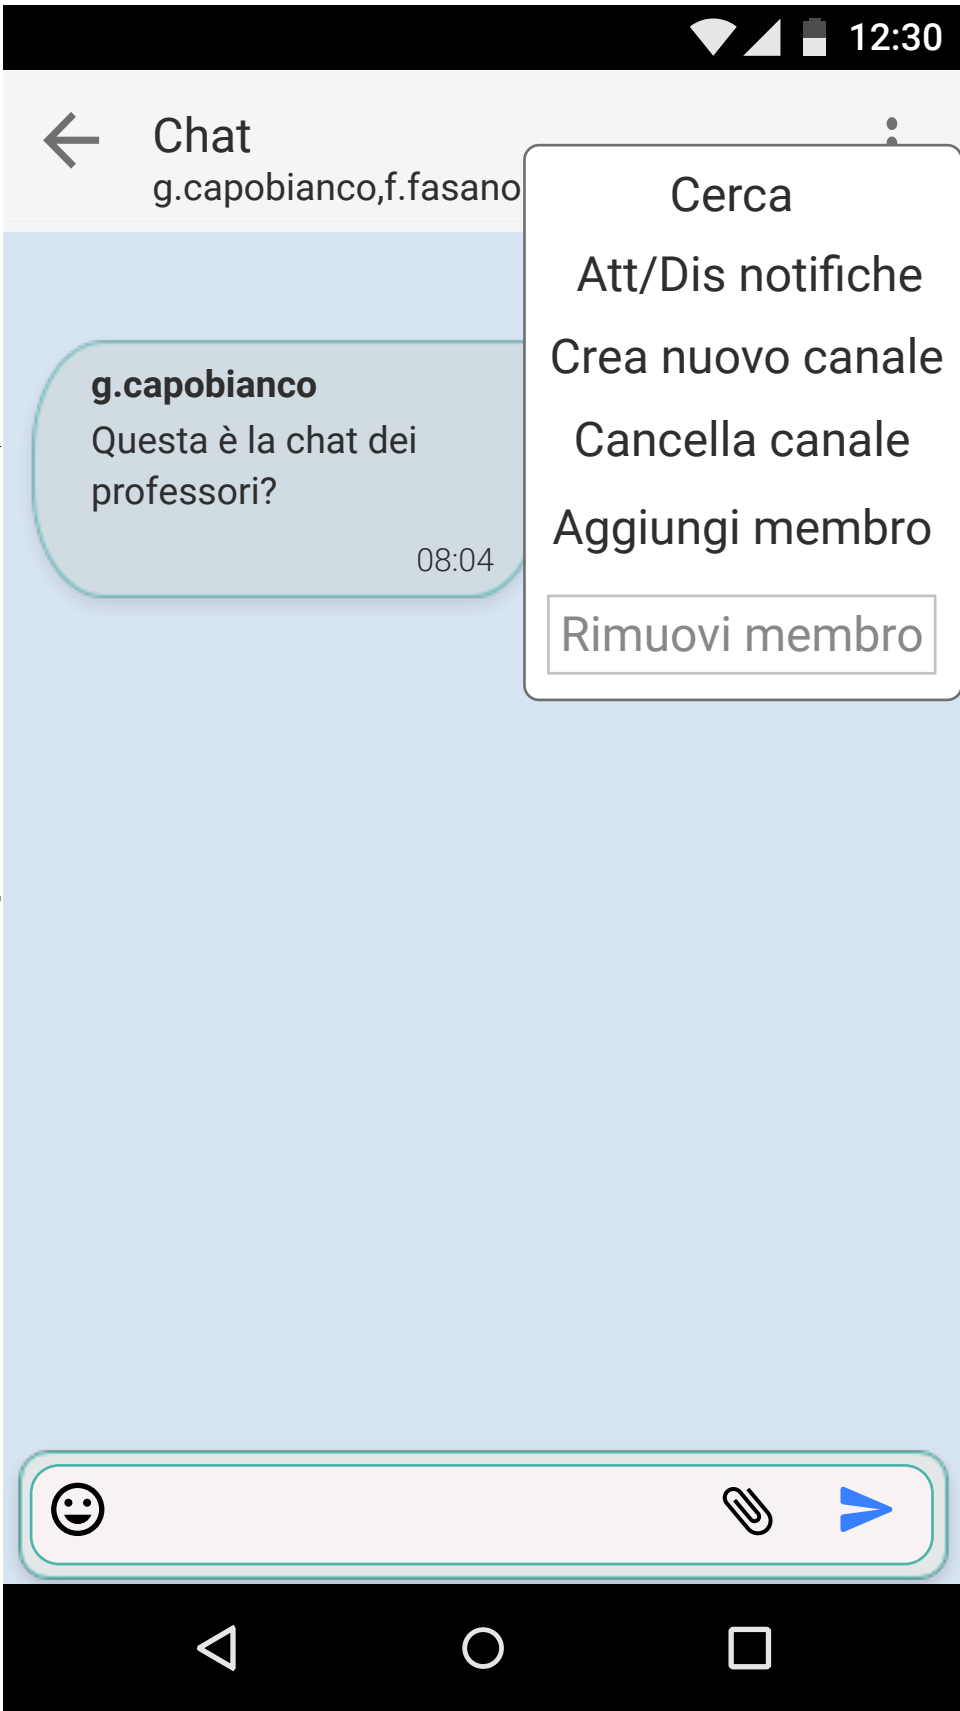 12:30
Chat
g.capobianco,f.fasano
Cerca
Att/Dis notifiche
Crea nuovo canale
Cancella canale
Aggiungi membro
Rimuovi membro
g.capobianco
Questa è la chat dei
professori?
08:04